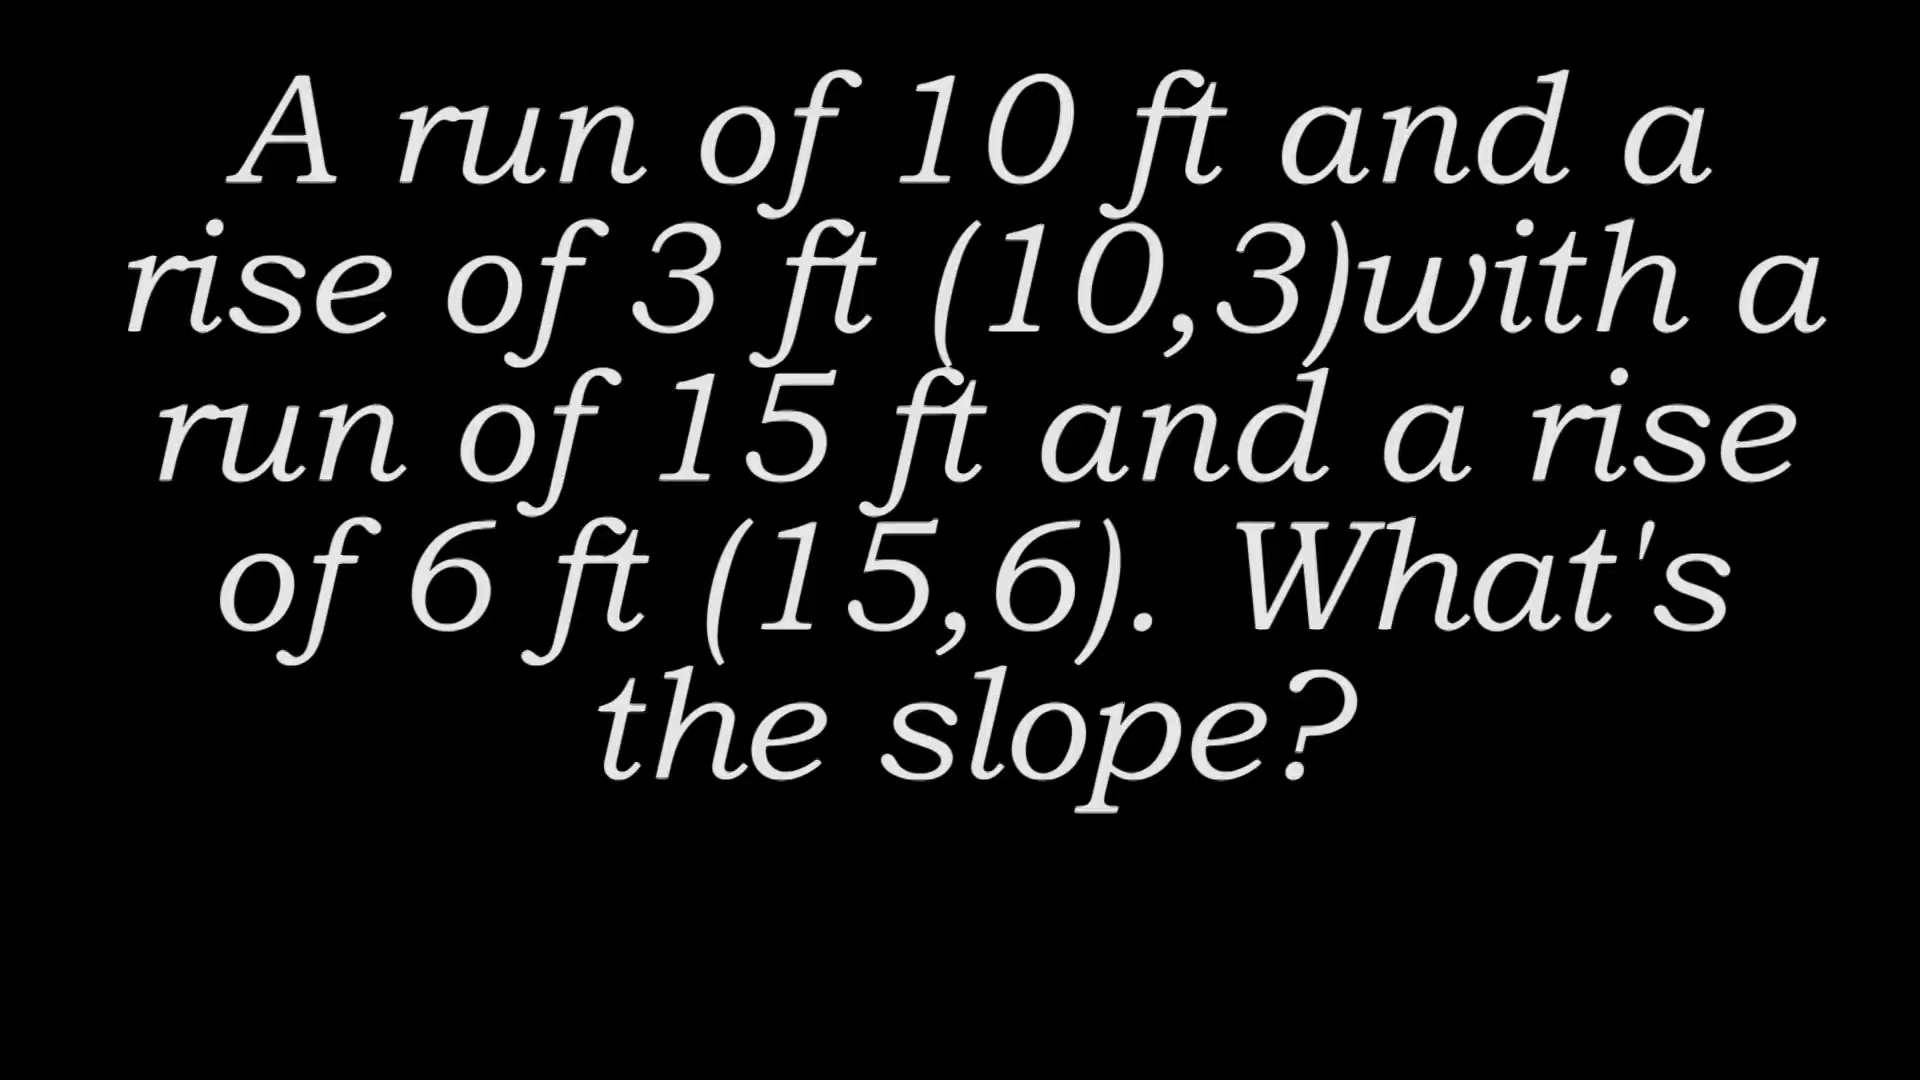 A run of 10 ft and a
rise of 3 ft (10,3)with a
run of 15 ft and a rise
of 6 ft (15,6). What's
the slope?